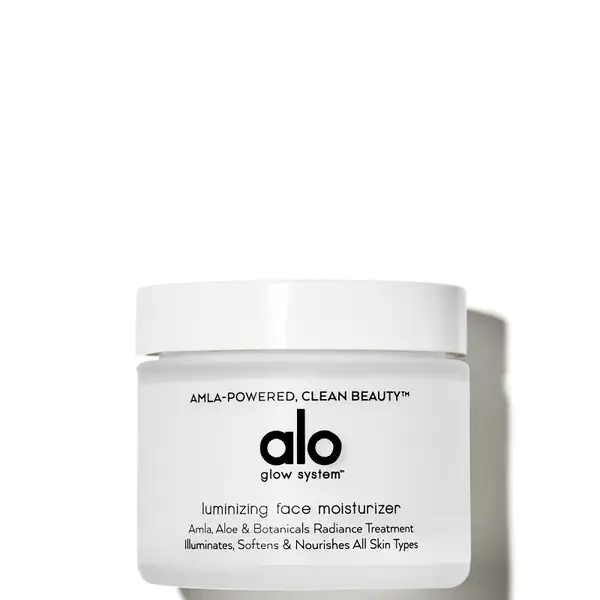 AMLA-POWERED, CLEAN BEAUTY™
alo
glow system™
luminizing face moisturizer
Amla, Aloe & Botanicals Radiance Treatment
Illuminates, Softens & Nourishes All Skin Types